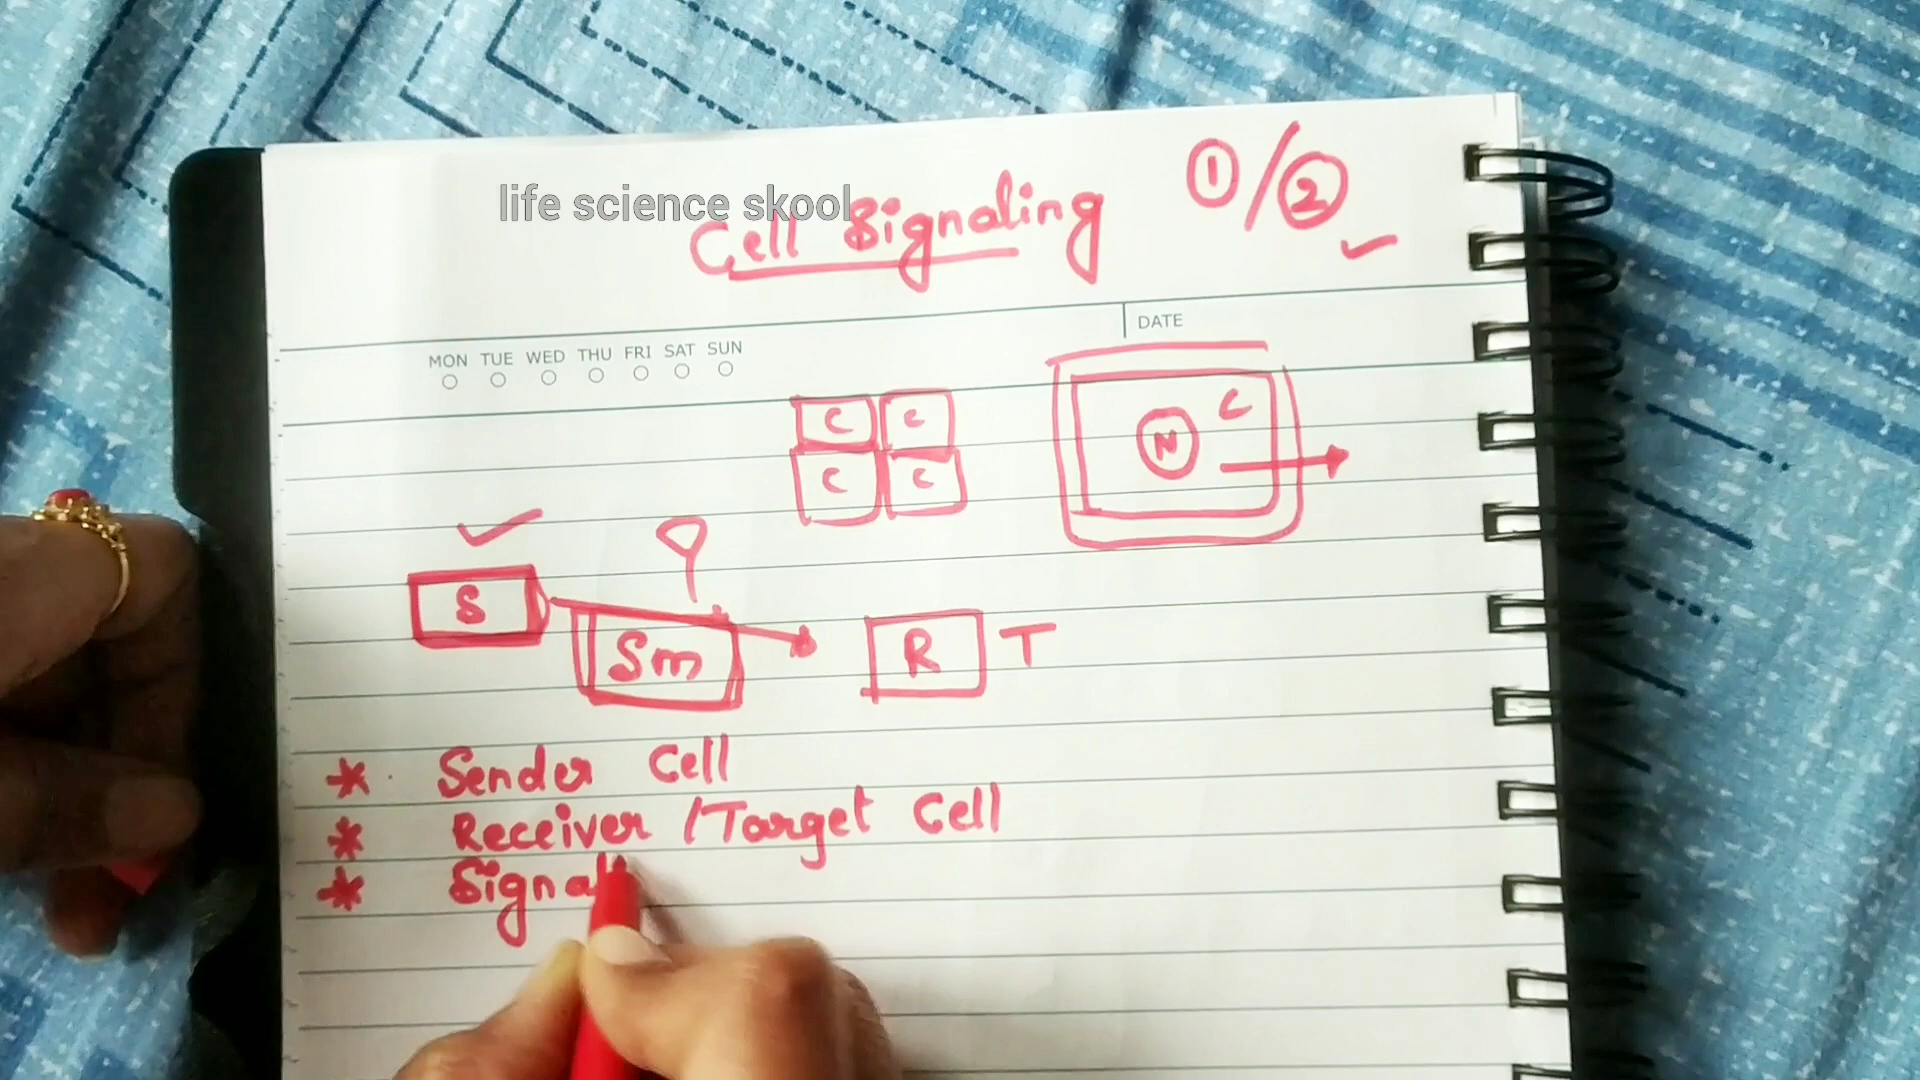 life science skool
Cell Signaling 1/2
DATE
MON TUE WED THU FRI SAT SUN
C C
C C
N C
S
Sm
R T
* Sender Cell
* Receiver /Target Cell
* Signal